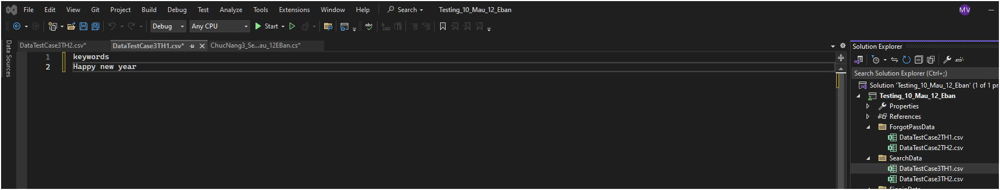 File Edit View Git Project Build Debug Test Analyze Tools Extensions Window Help Search Testing_10_Mau_12_Eban MV
Debug Any CPU Start abc
Data Sources
DataTestCase3TH2.csv* DataTestCase3TH1.csv* ChucNang3_Se...au_12EBan.cs*
1 keywords
2 Happy new year
Solution Explorer
Search Solution Explorer (Ctrl+;)
Solution 'Testing_10_Mau_12_Eban' (1 of 1 pr
Testing_10_Mau_12_Eban
Properties
References
ForgotPassData
DataTestCase2TH1.csv
DataTestCase2TH2.csv
SearchData
DataTestCase3TH1.csv
DataTestCase3TH2.csv